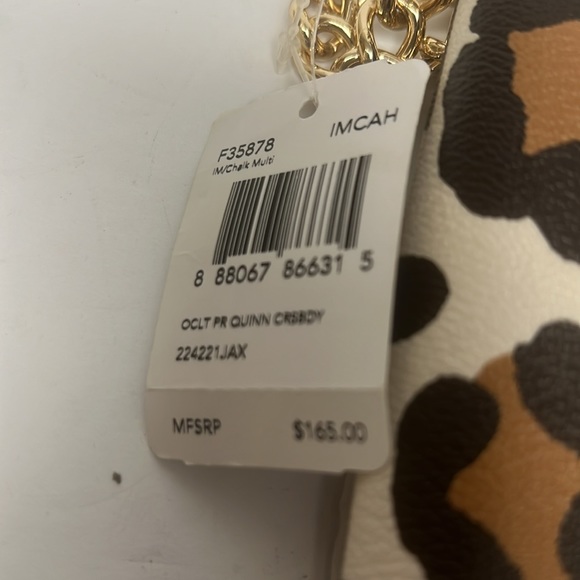 IMCAH
F35878
IM/Chalk Multi
8 88067 86631 5
OCLT PR QUINN CRSBDY
224221JAX
MFSRP $165.00